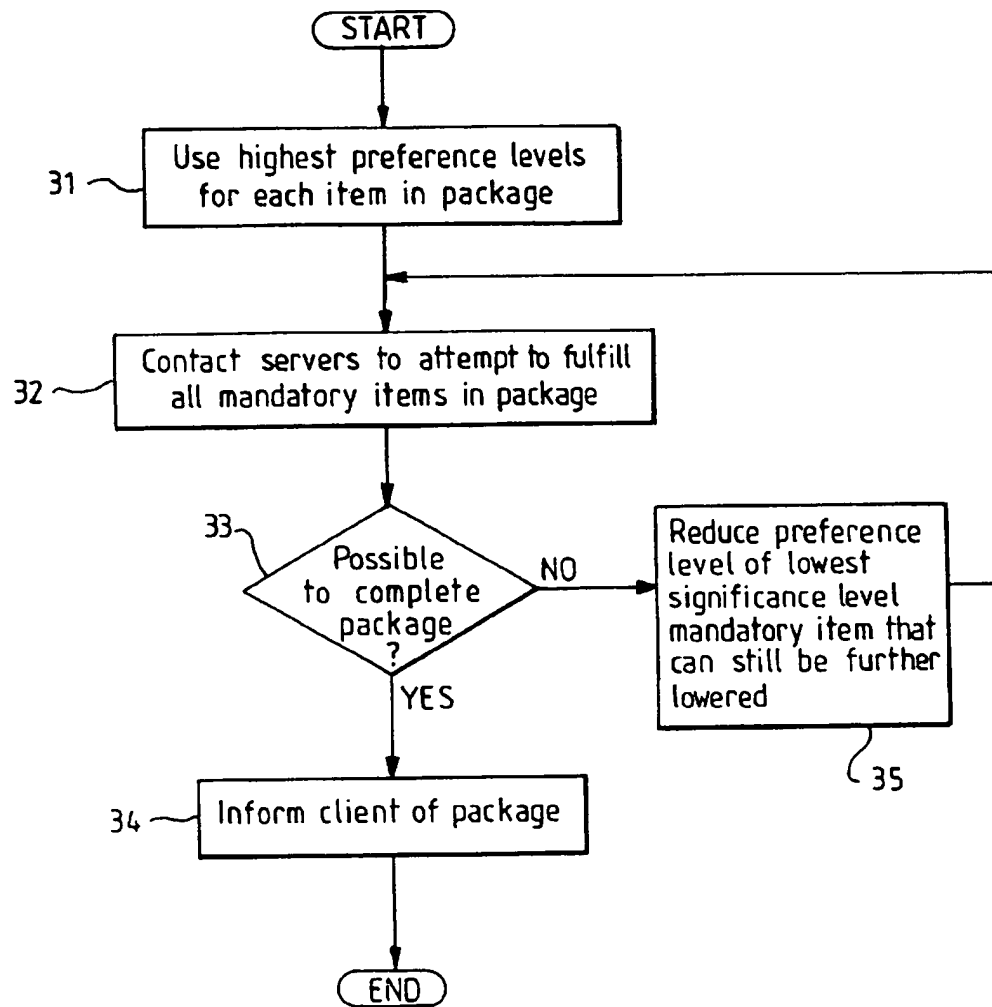 START
31
Use highest preference levels
for each item in package
32
Contact servers to attempt to fulfill
all mandatory items in package
33
Possible
to complete
package
?
NO
YES
Reduce preference
level of lowest
significance level
mandatory item that
can still be further
lowered
35
34
Inform client of package
END